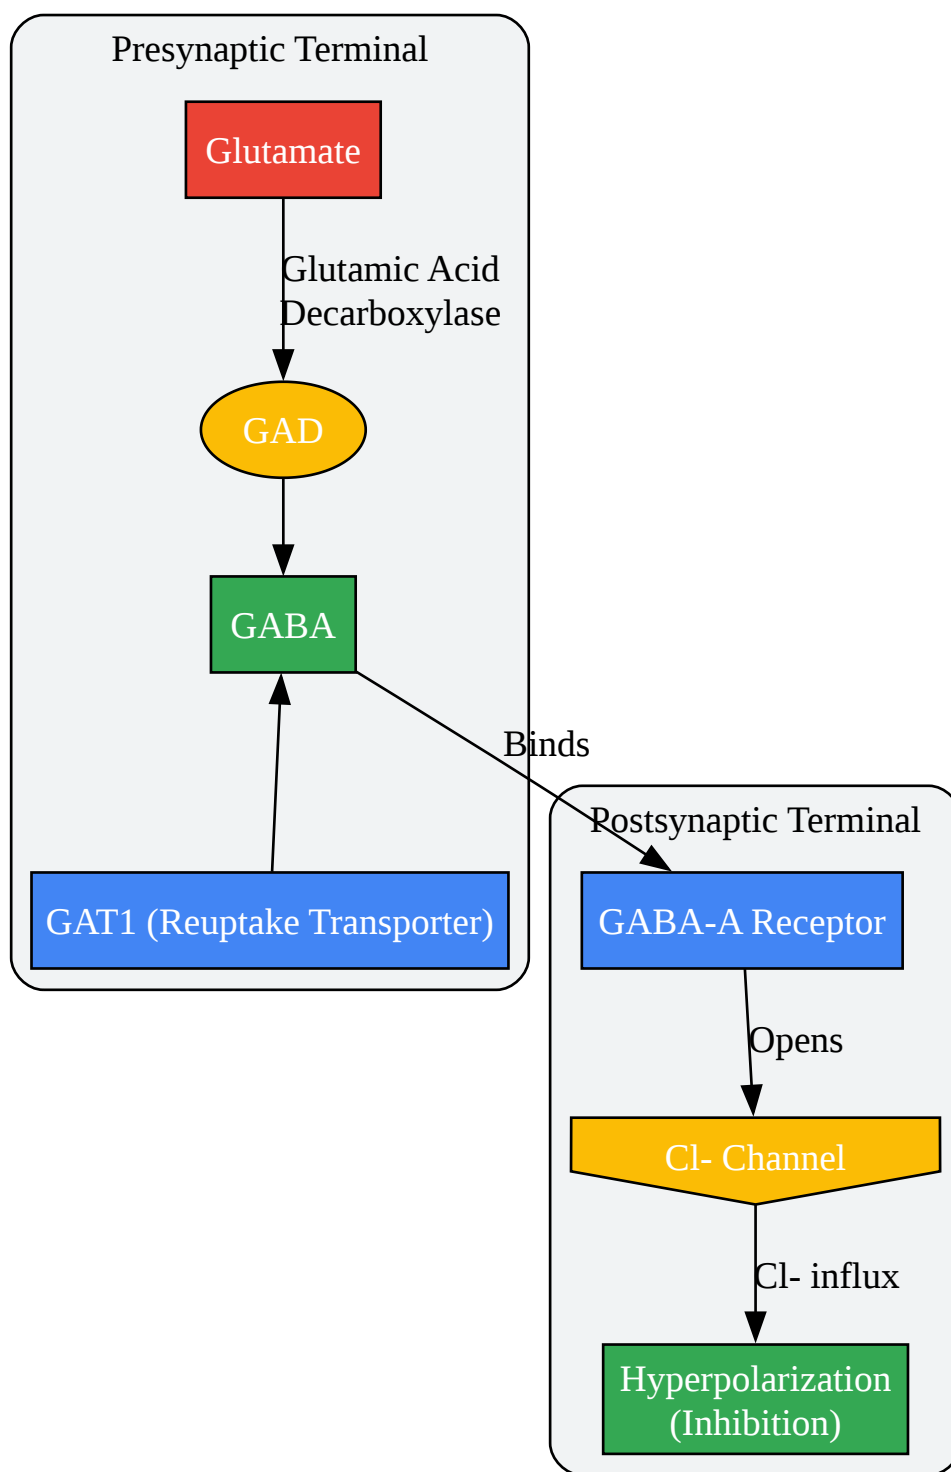 Presynaptic Terminal
Glutamate
Glutamic Acid
Decarboxylase
GAD
GABA
Binds
GAT1 (Reuptake Transporter)
Postsynaptic Terminal
GABA-A Receptor
Opens
Cl- Channel
Cl- influx
Hyperpolarization
(Inhibition)